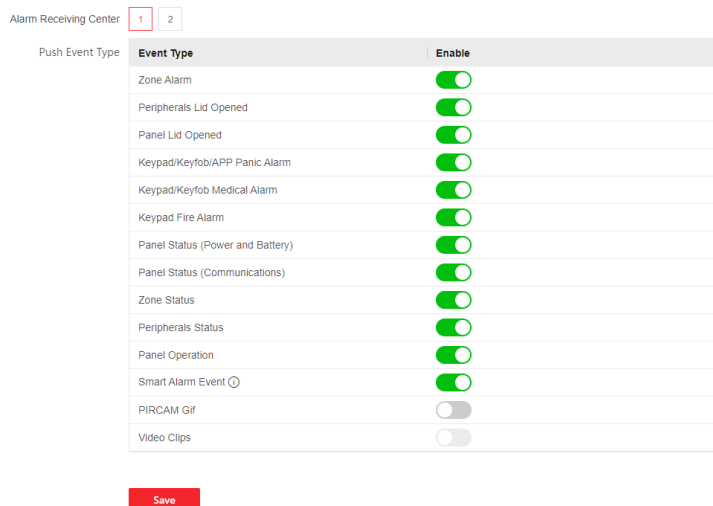 Alarm Receiving Center 1 2
Push Event Type Event Type Enable
Zone Alarm
Peripherals Lid Opened
Panel Lid Opened
Keypad/Keyfob/APP Panic Alarm
Keypad/Keyfob Medical Alarm
Keypad Fire Alarm
Panel Status (Power and Battery)
Panel Status (Communications)
Zone Status
Peripherals Status
Panel Operation
Smart Alarm Event
PIRCAM Gif
Video Clips
Save